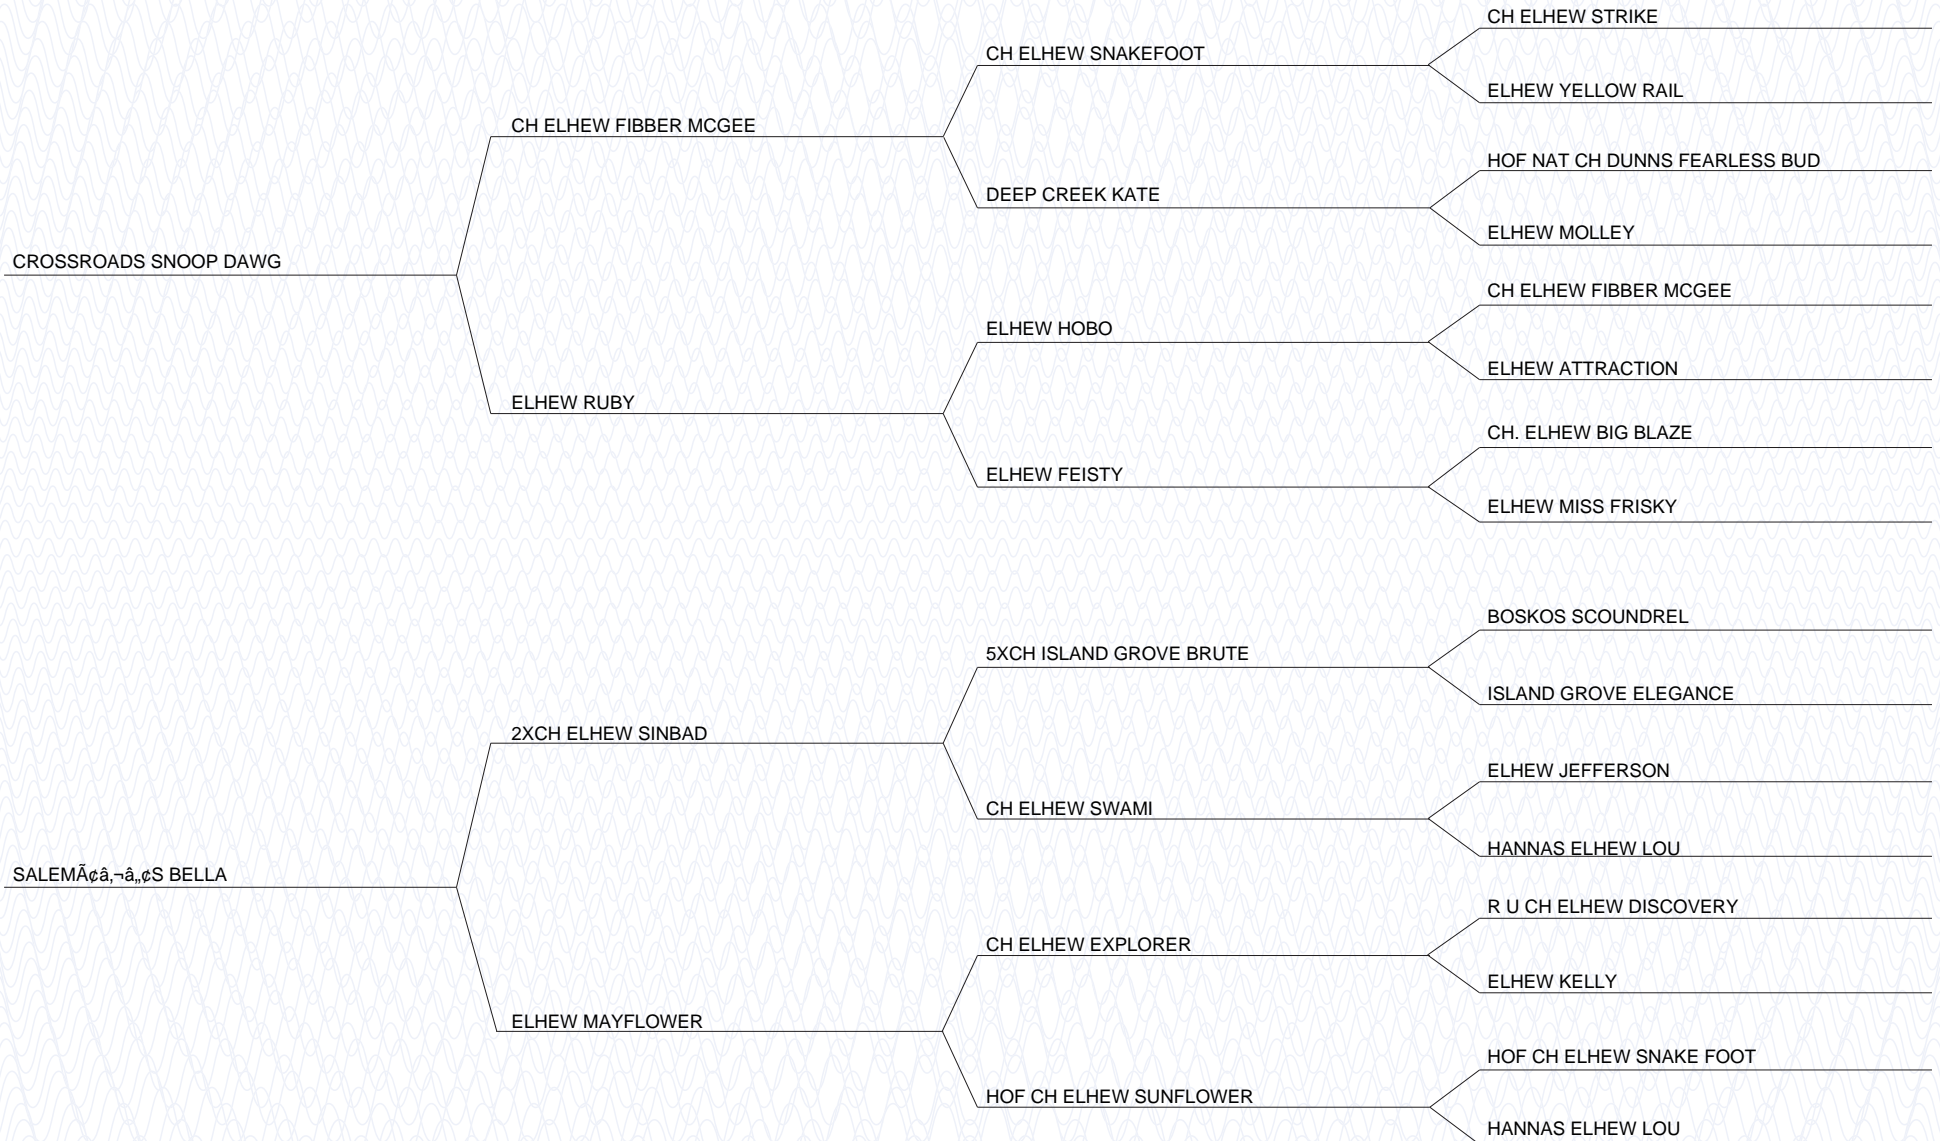 CH ELHEW STRIKE
CH ELHEW SNAKEFOOT
ELHEW YELLOW RAIL
CH ELHEW FIBBER MCGEE
HOF NAT CH DUNNS FEARLESS BUD
DEEP CREEK KATE
ELHEW MOLLEY
CROSSROADS SNOOP DAWG
CH ELHEW FIBBER MCGEE
ELHEW HOBO
ELHEW ATTRACTION
ELHEW RUBY
CH. ELHEW BIG BLAZE
ELHEW FEISTY
ELHEW MISS FRISKY
BOSKOS SCOUNDREL
5XCH ISLAND GROVE BRUTE
ISLAND GROVE ELEGANCE
2XCH ELHEW SINBAD
ELHEW JEFFERSON
CH ELHEW SWAMI
HANNAS ELHEW LOU
SALEMÃ¢â‚¬â„¢S BELLA
R U CH ELHEW DISCOVERY
CH ELHEW EXPLORER
ELHEW KELLY
ELHEW MAYFLOWER
HOF CH ELHEW SNAKE FOOT
HOF CH ELHEW SUNFLOWER
HANNAS ELHEW LOU